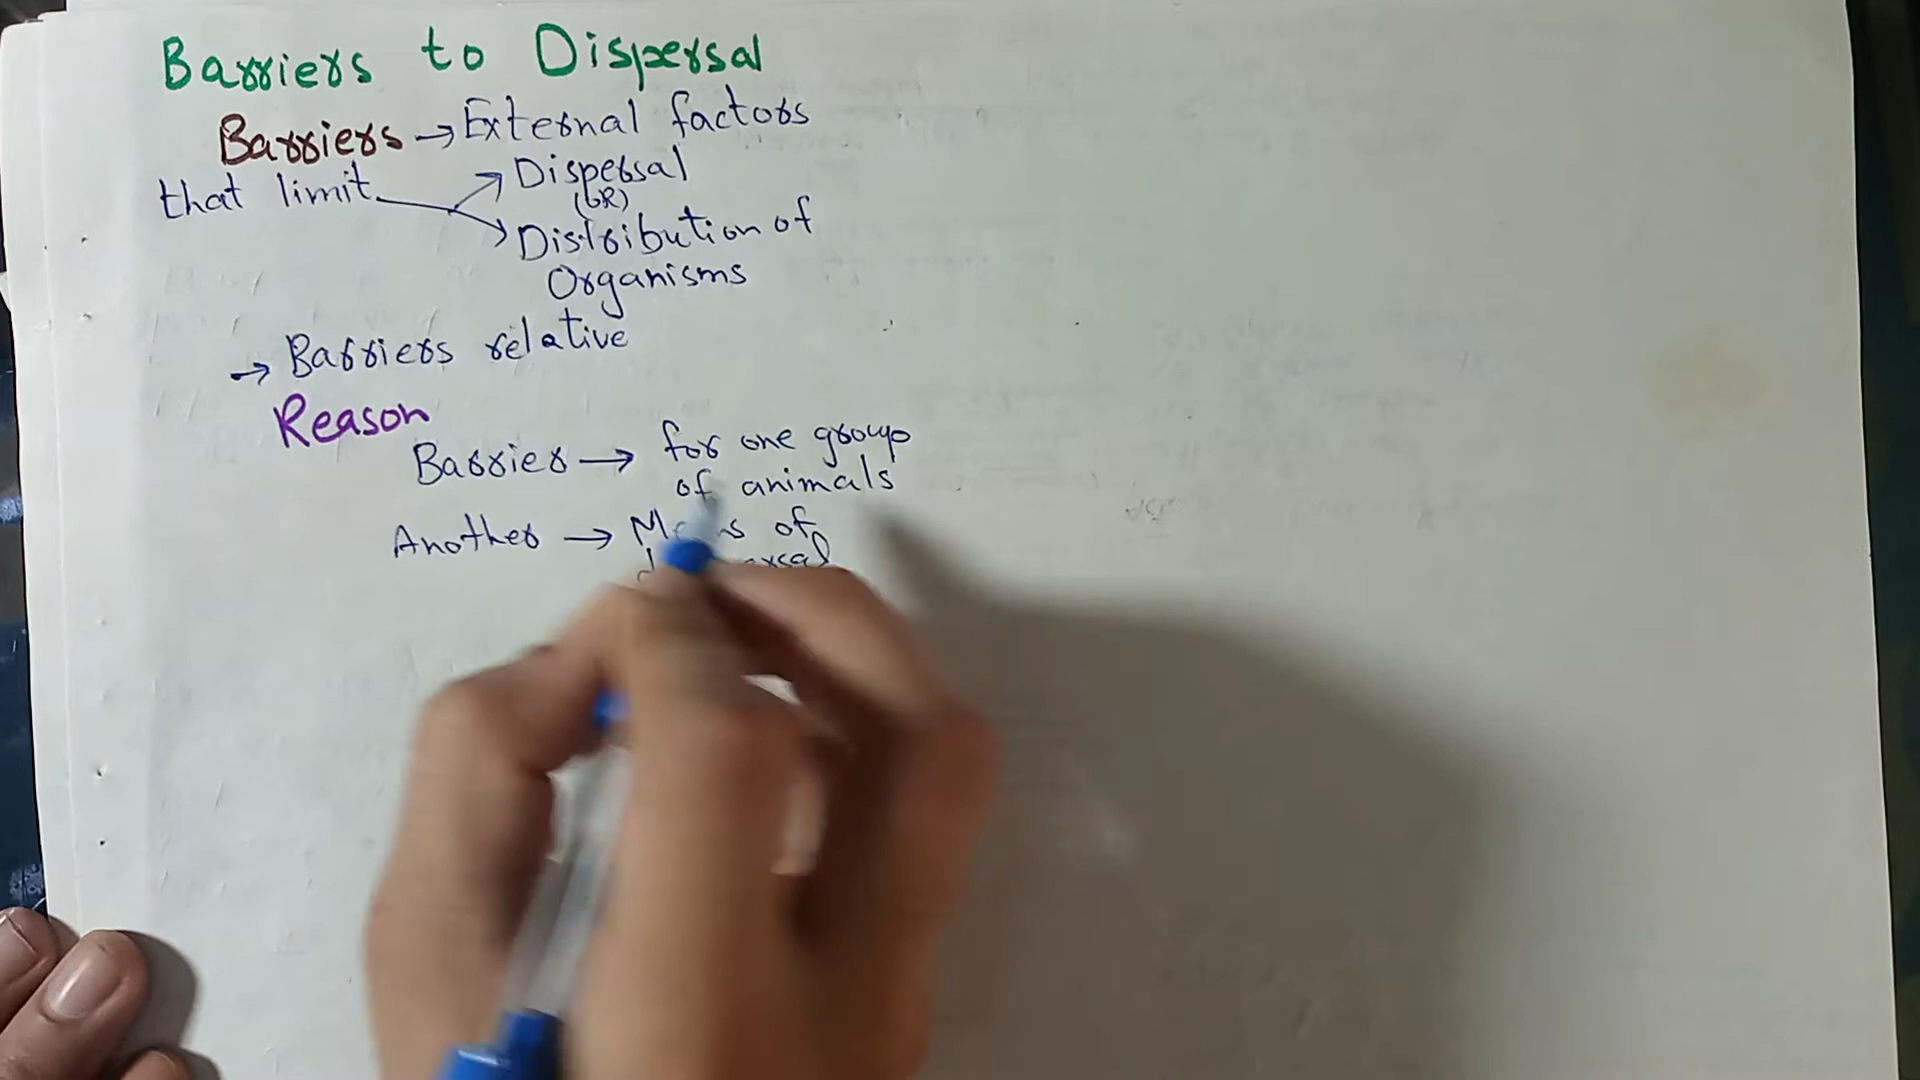 Barriers to Dispersal
Barriers → External factors
that limit → Dispersal
(OR)
→ Distribution of
Organisms
→ Barriers relative
Reason
Barrier → for one group
of animals
Another → Means of